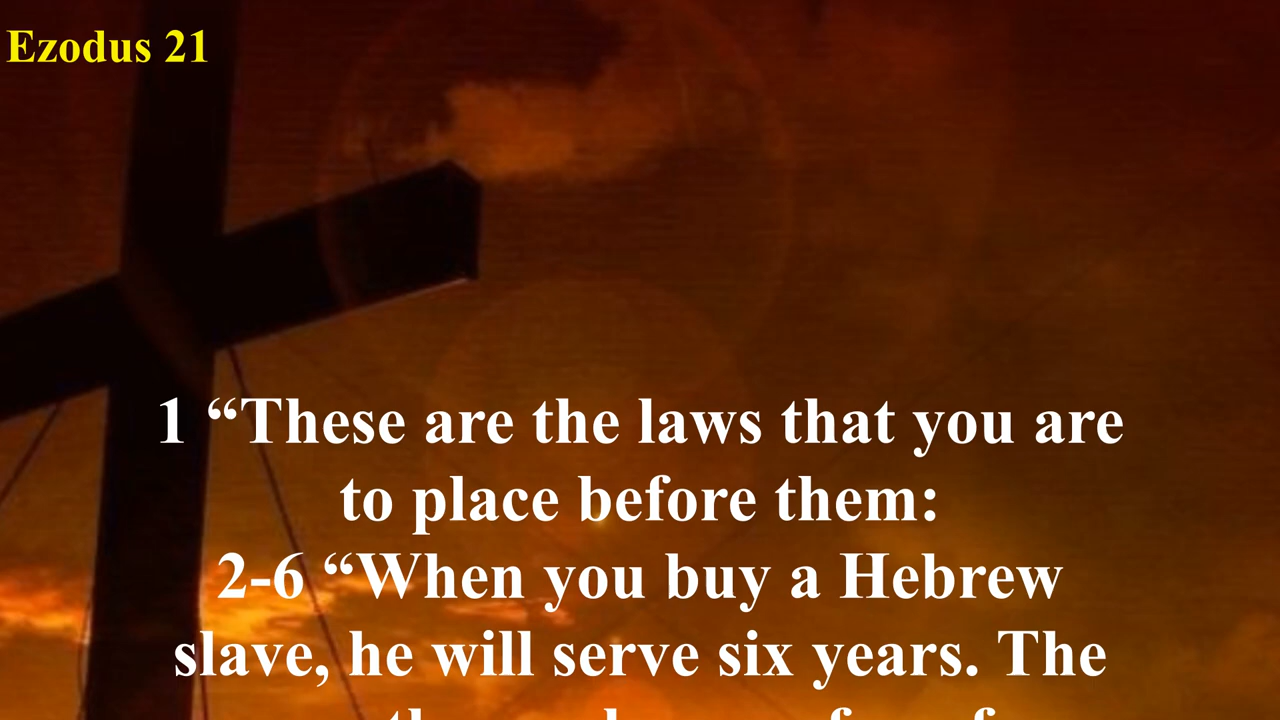 Ezodus 21
1 “These are the laws that you are
to place before them:
2-6 “When you buy a Hebrew
slave, he will serve six years. The